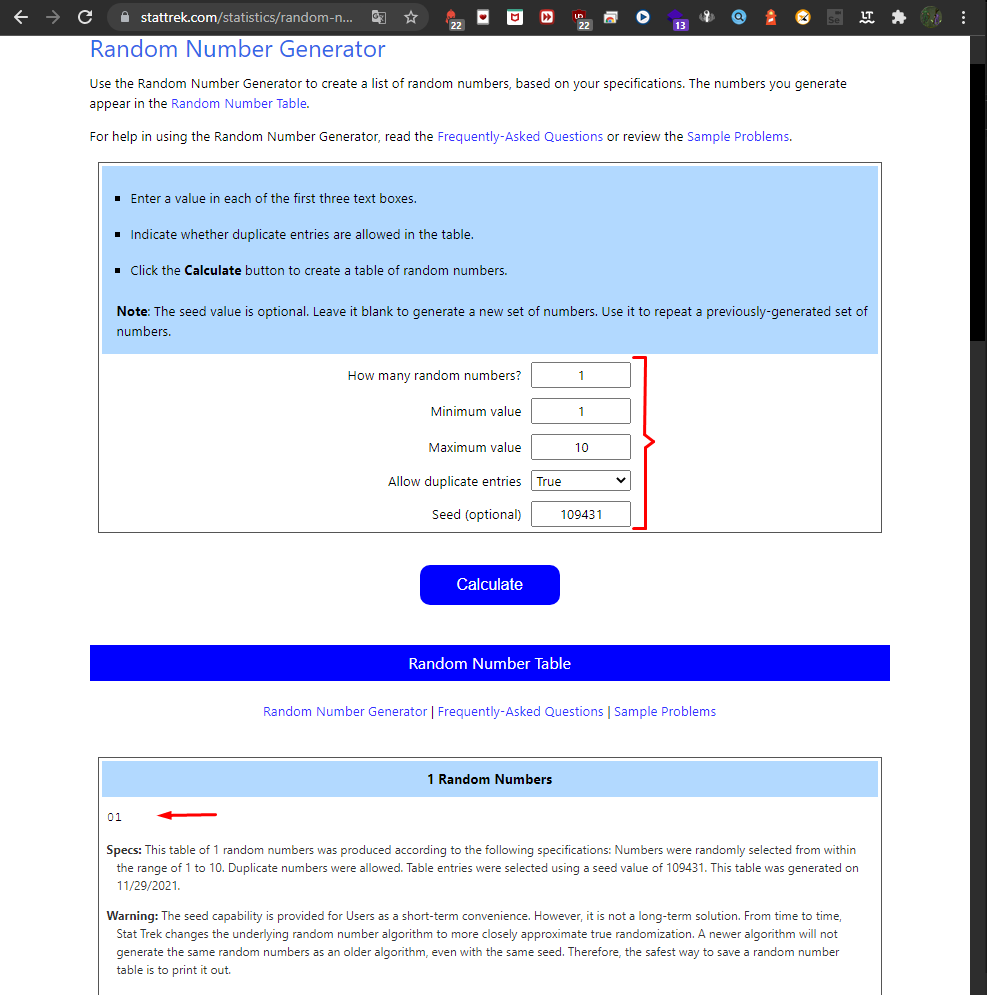 stattrek.com/statistics/random-n...
22
22
13
Random Number Generator
Use the Random Number Generator to create a list of random numbers, based on your specifications. The numbers you generate
appear in the Random Number Table.
For help in using the Random Number Generator, read the Frequently-Asked Questions or review the Sample Problems.
Enter a value in each of the first three text boxes.
Indicate whether duplicate entries are allowed in the table.
Click the Calculate button to create a table of random numbers.
Note: The seed value is optional. Leave it blank to generate a new set of numbers. Use it to repeat a previously-generated set of
numbers.
How many random numbers? 1
Minimum value 1
Maximum value 10
Allow duplicate entries True
Seed (optional) 109431
Calculate
Random Number Table
Random Number Generator | Frequently-Asked Questions | Sample Problems
1 Random Numbers
01
Specs: This table of 1 random numbers was produced according to the following specifications: Numbers were randomly selected from within
the range of 1 to 10. Duplicate numbers were allowed. Table entries were selected using a seed value of 109431. This table was generated on
11/29/2021.
Warning: The seed capability is provided for Users as a short-term convenience. However, it is not a long-term solution. From time to time,
Stat Trek changes the underlying random number algorithm to more closely approximate true randomization. A newer algorithm will not
generate the same random numbers as an older algorithm, even with the same seed. Therefore, the safest way to save a random number
table is to print it out.